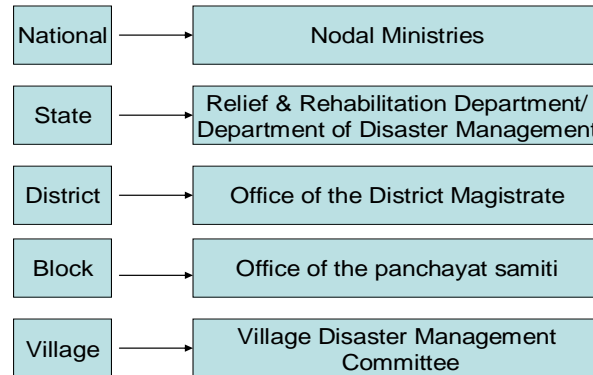 National
Nodal Ministries
State
Relief & Rehabilitation Department/
Department of Disaster Management
District
Office of the District Magistrate
Block
Office of the panchayat samiti
Village
Village Disaster Management
Committee